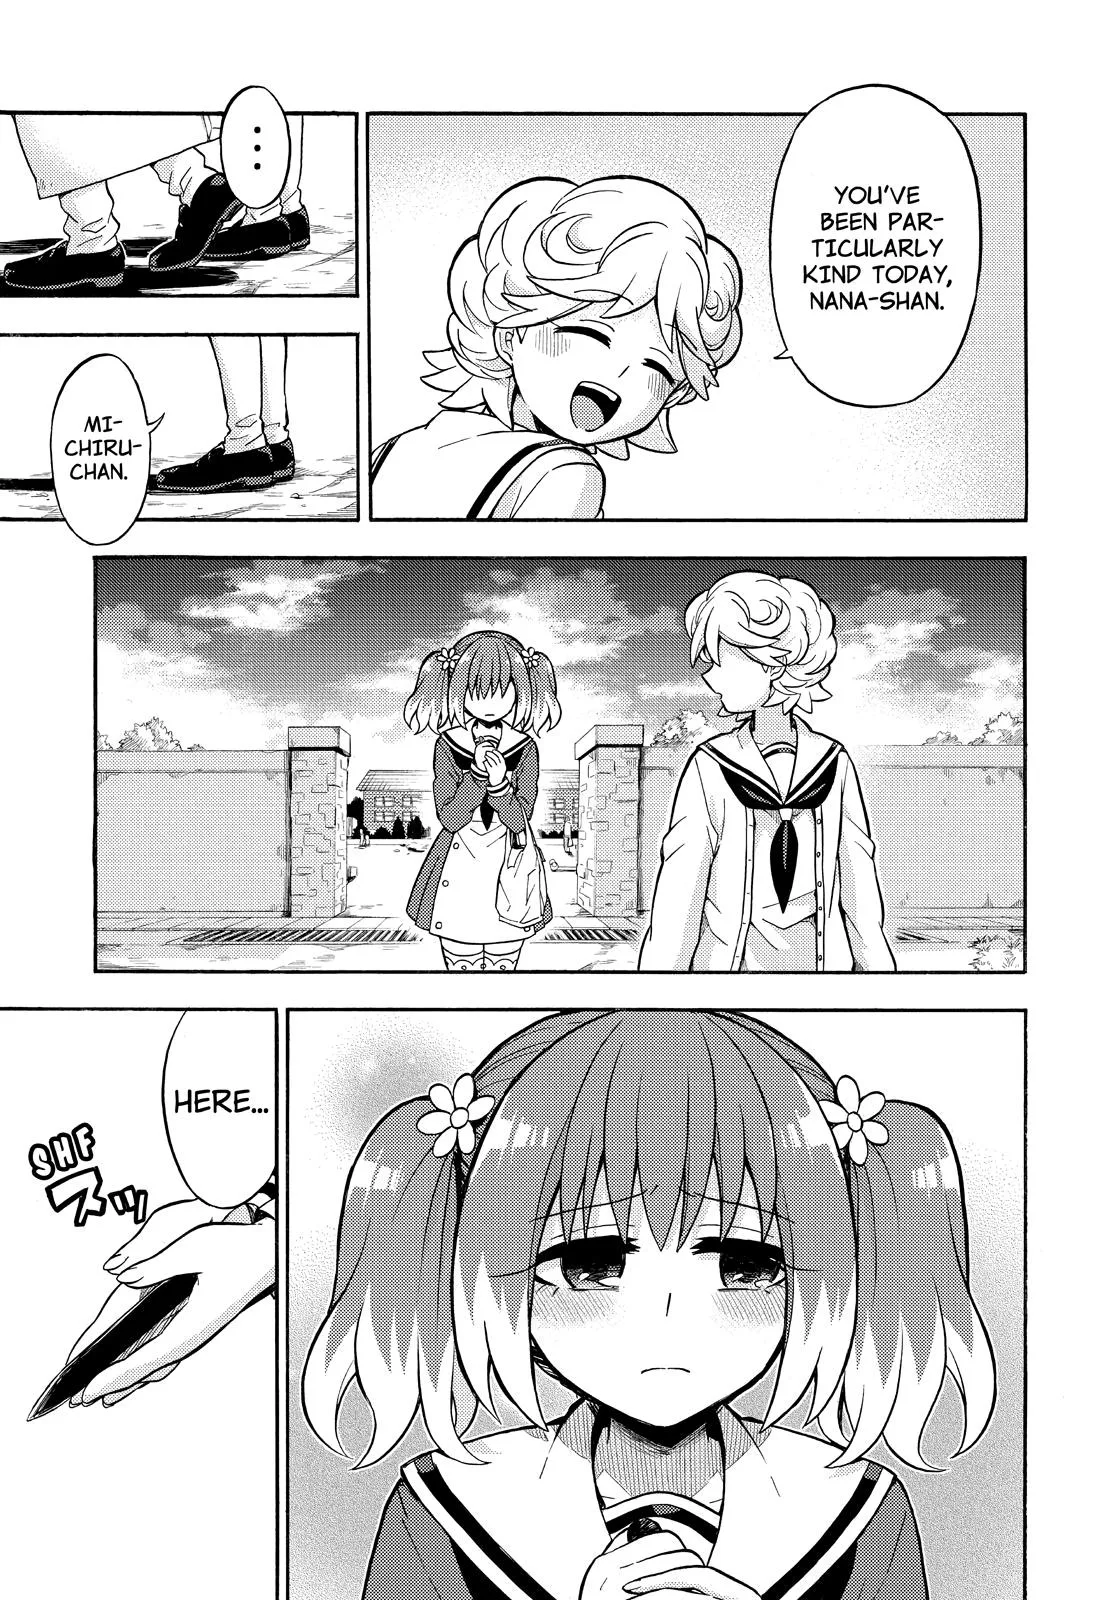 YOU'VE
BEEN PAR-
TICULARLY
KIND TODAY,
NANA-SHAN.
...
MI-
CHIRU-
CHAN.
HERE...
SHF
スッ